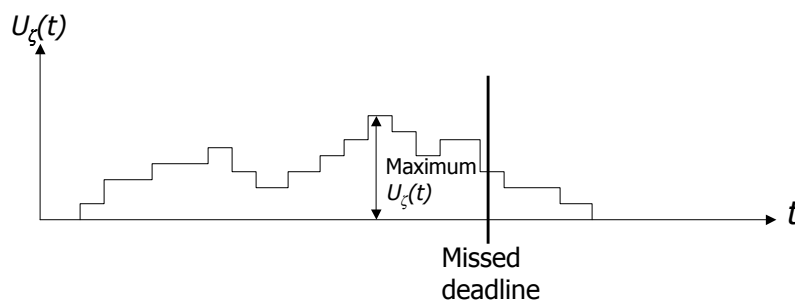 Uζ(t)
Maximum
Uζ(t)
t
Missed
deadline